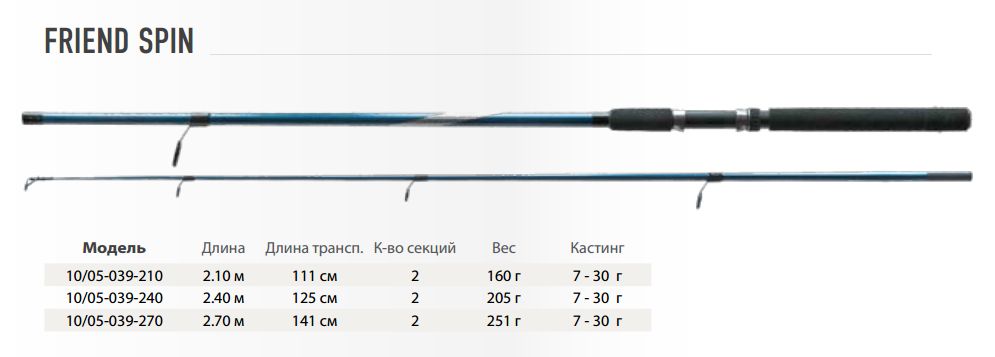 FRIEND SPIN
Модель Длина Длина трансп. К-во секций Вес Кастинг
10/05-039-210 2.10 м 111 см 2 160 г 7 - 30 г
10/05-039-240 2.40 м 125 см 2 205 г 7 - 30 г
10/05-039-270 2.70 м 141 см 2 251 г 7 - 30 г